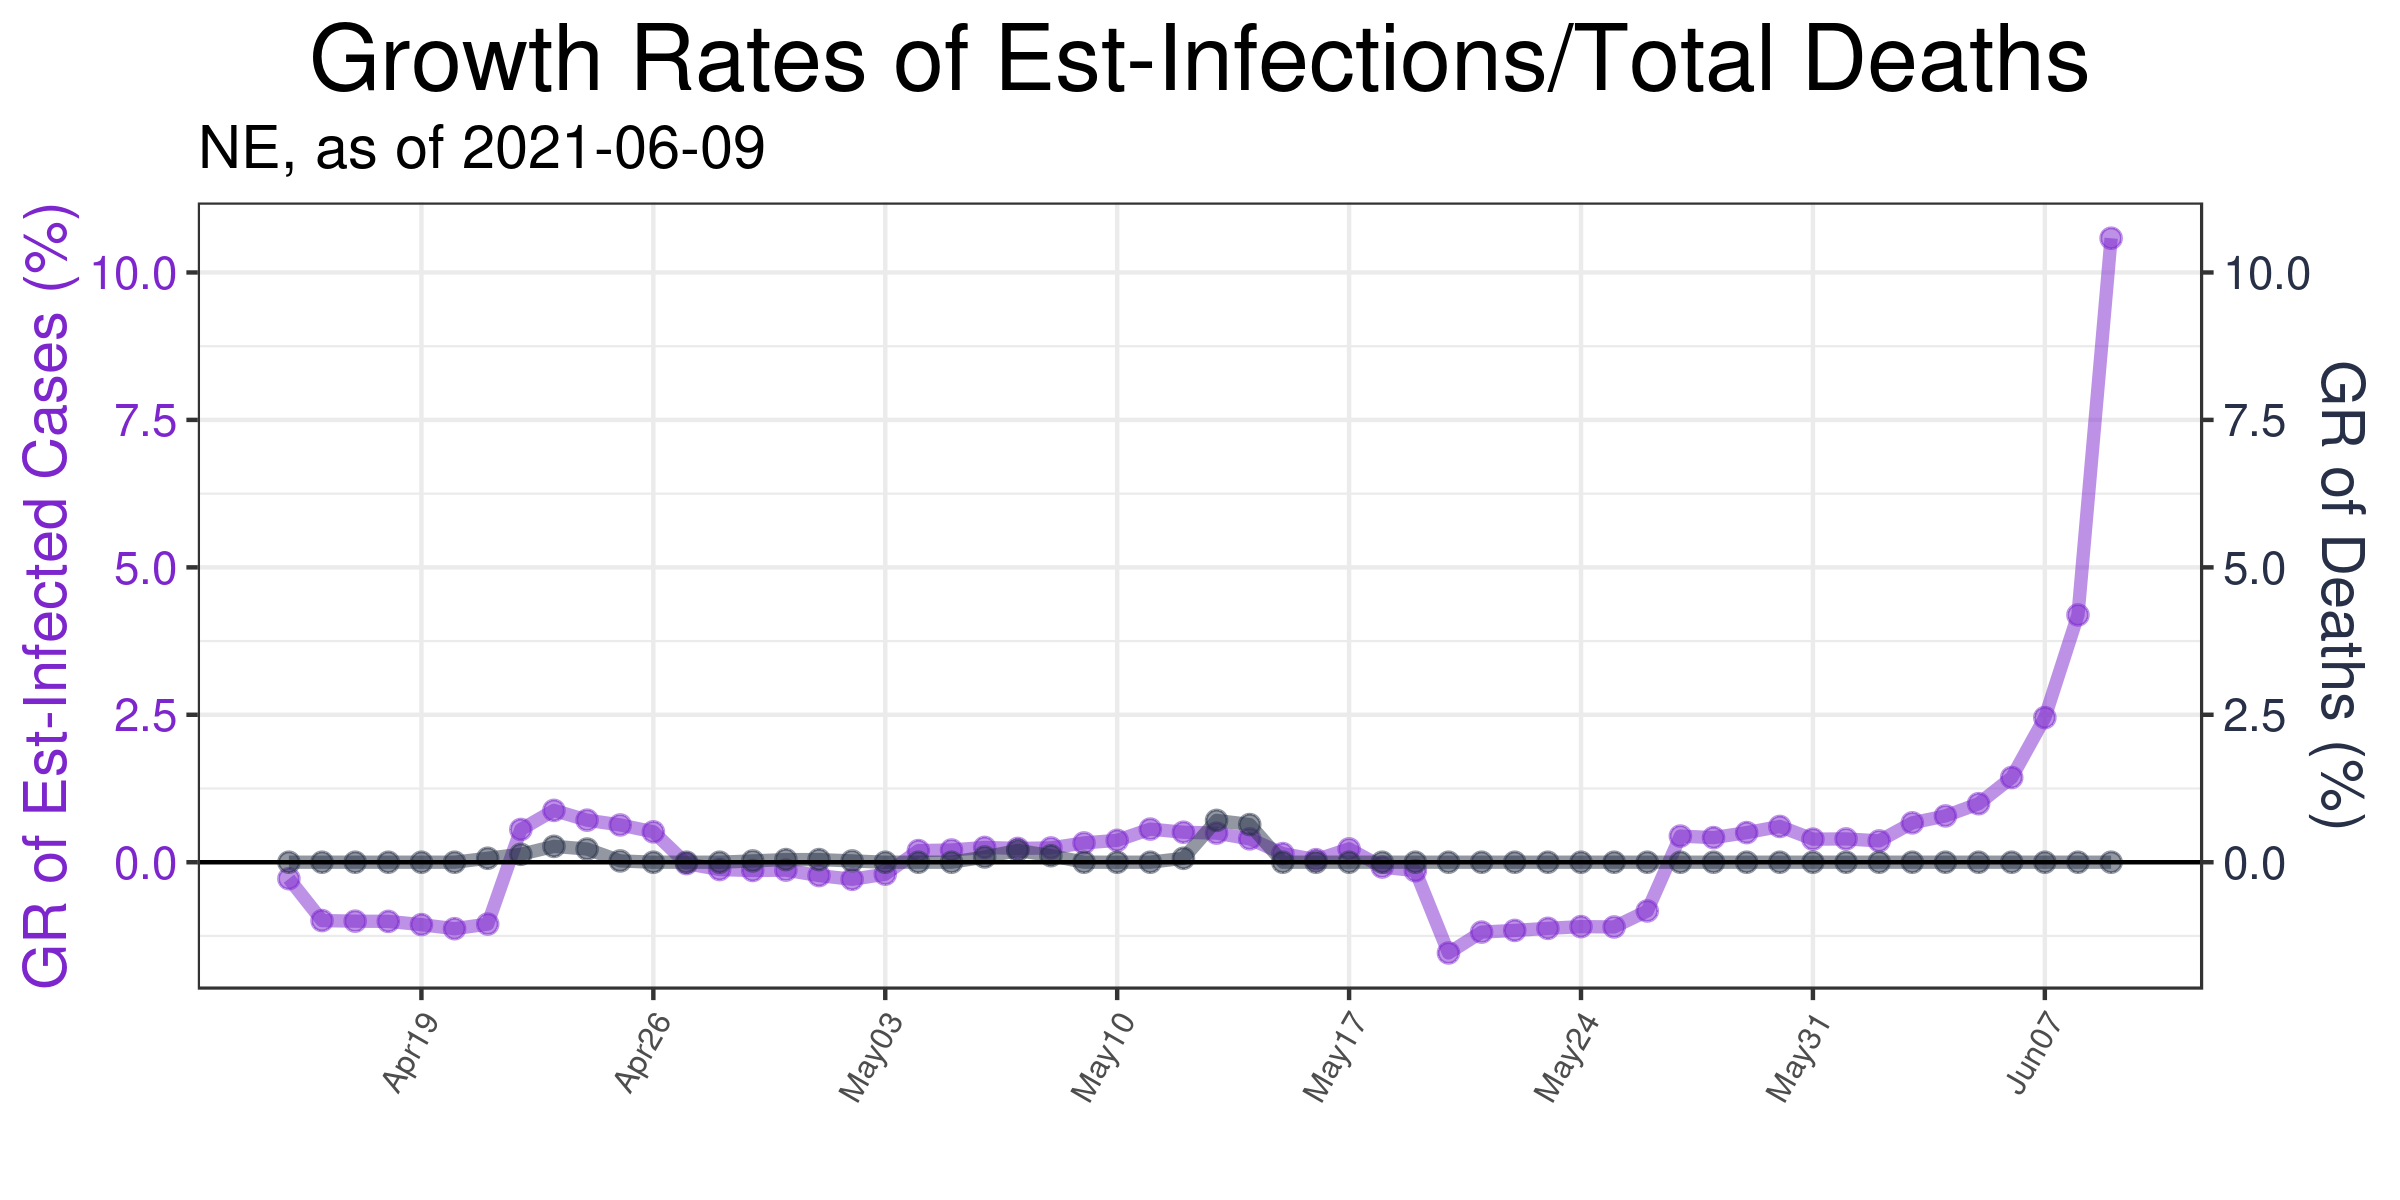 Growth Rates of Est-Infections/Total Deaths
NE, as of 2021-06-09
GR of Est-Infected Cases (%)
10.0
7.5
5.0
2.5
0.0
10.0
7.5
5.0
2.5
0.0
GR of Deaths (%)
Apr19
Apr26
May03
May10
May17
May24
May31
Jun07